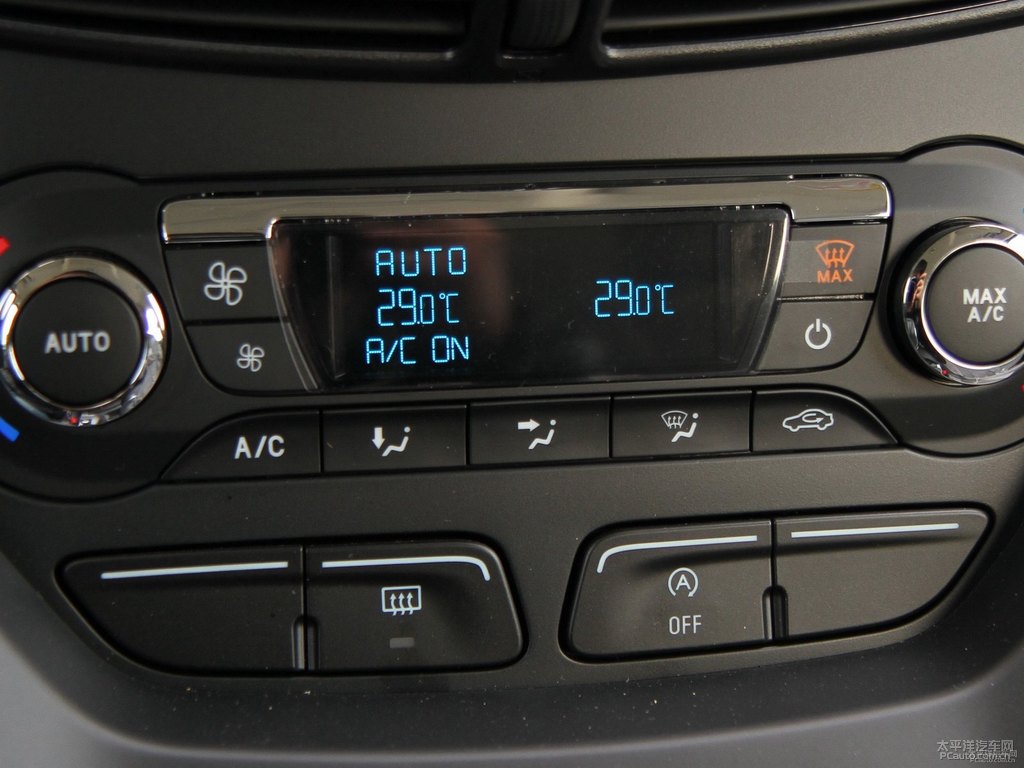 AUTO
29.0°C
A/C ON
29.0°C
MAX
AUTO
MAX
A/C
A/C
A
OFF
太平洋汽车网
PCauto.com.cn